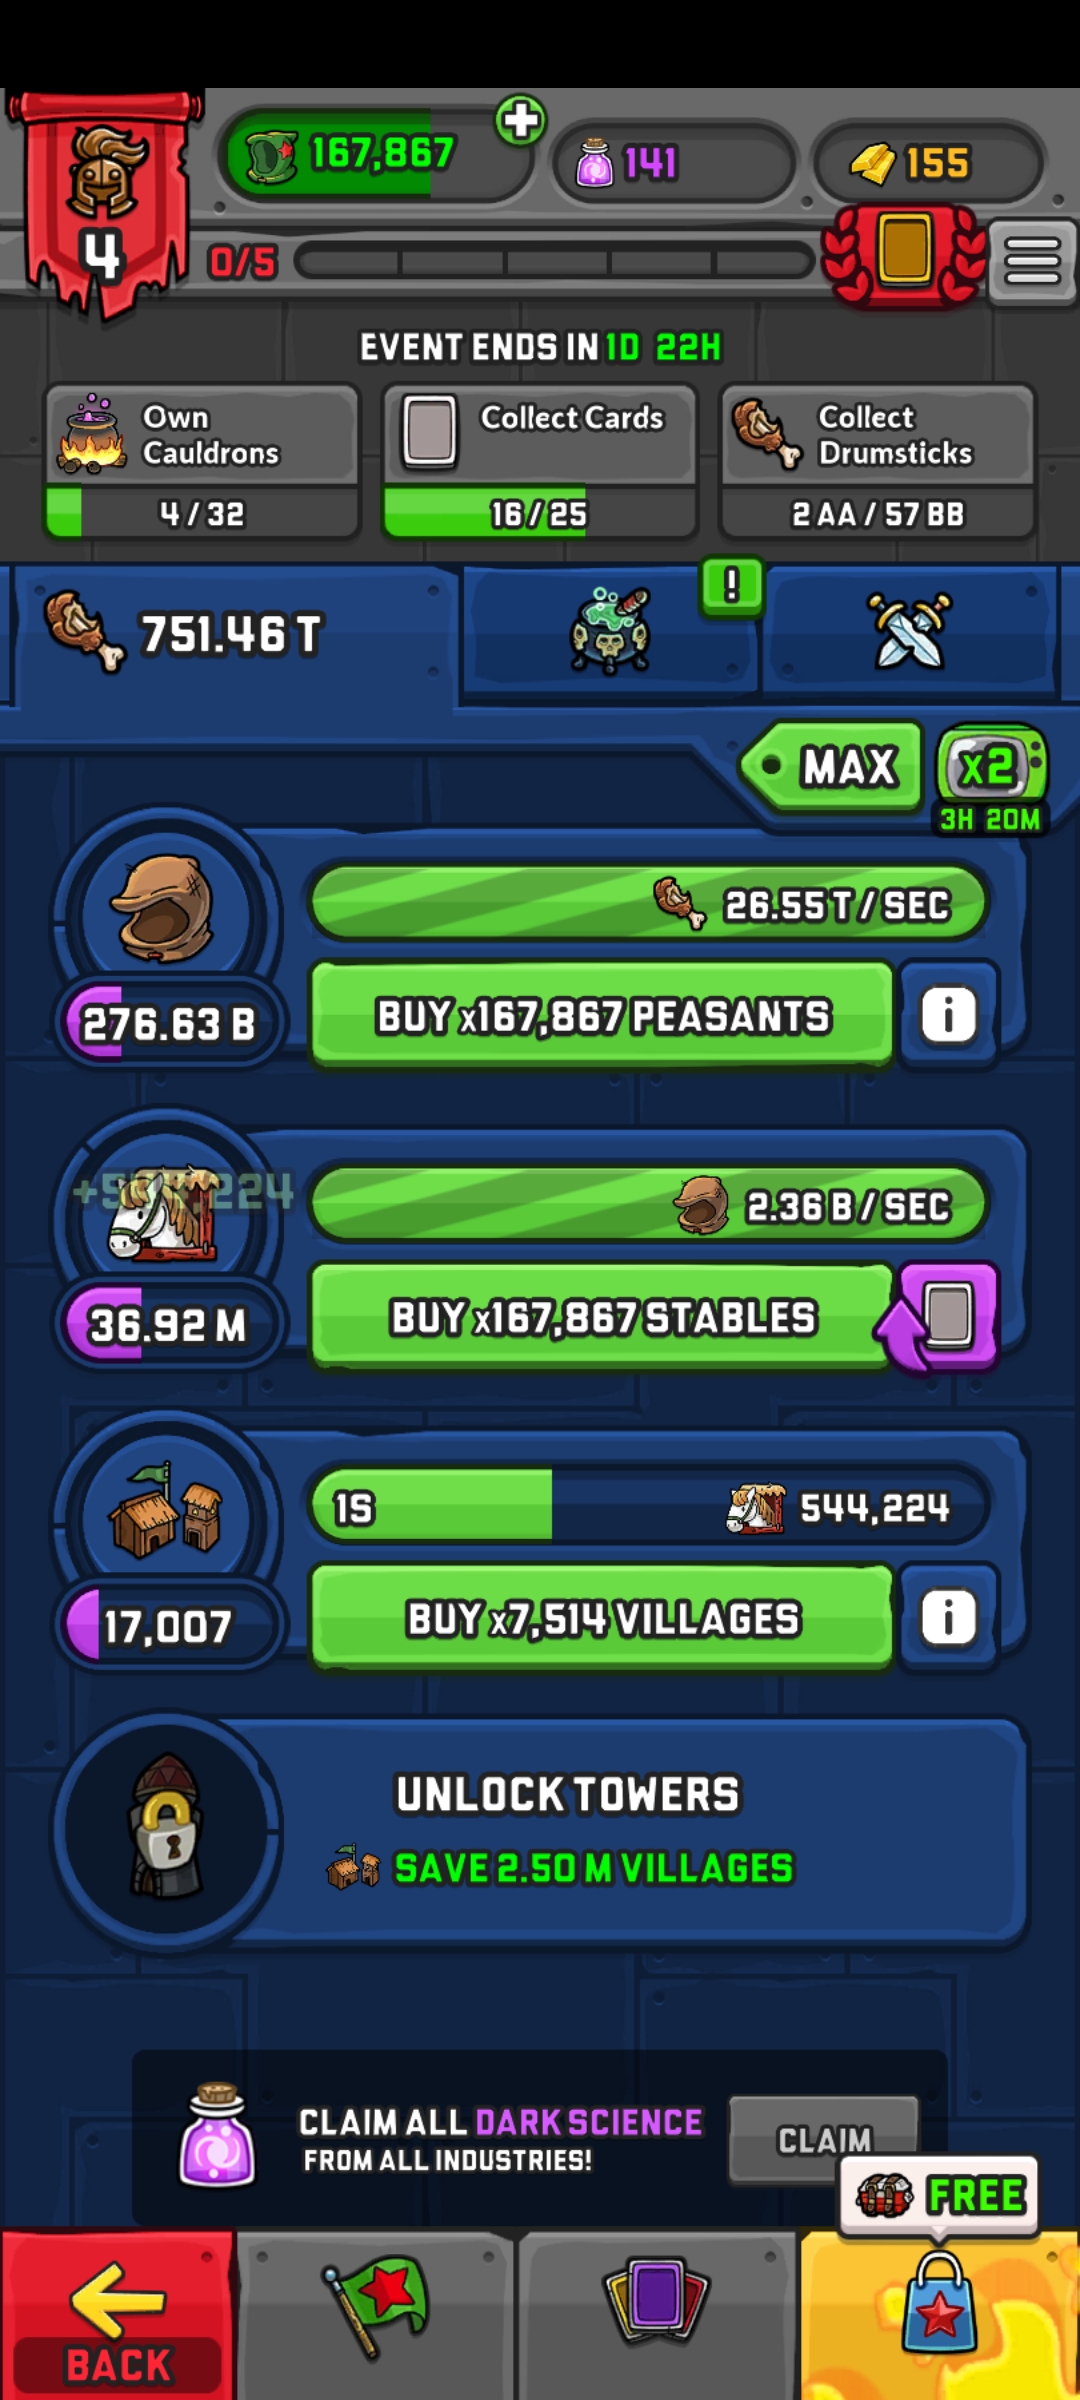 4
167,867
141
155
0/5
EVENT ENDS IN 1D 22H
Own
Cauldrons
4/32
Collect Cards
16/25
Collect
Drumsticks
2 AA / 57 BB
751.46 T
!
MAX
x2
3H 20M
26.55 T / SEC
276.63 B
BUY x167,867 PEASANTS
i
+544,224
2.36 B / SEC
36.92 M
BUY x167,867 STABLES
1S
544,224
17,007
BUY x7,514 VILLAGES
i
UNLOCK TOWERS
SAVE 2.50 M VILLAGES
CLAIM ALL DARK SCIENCE
FROM ALL INDUSTRIES!
CLAIM
FREE
BACK